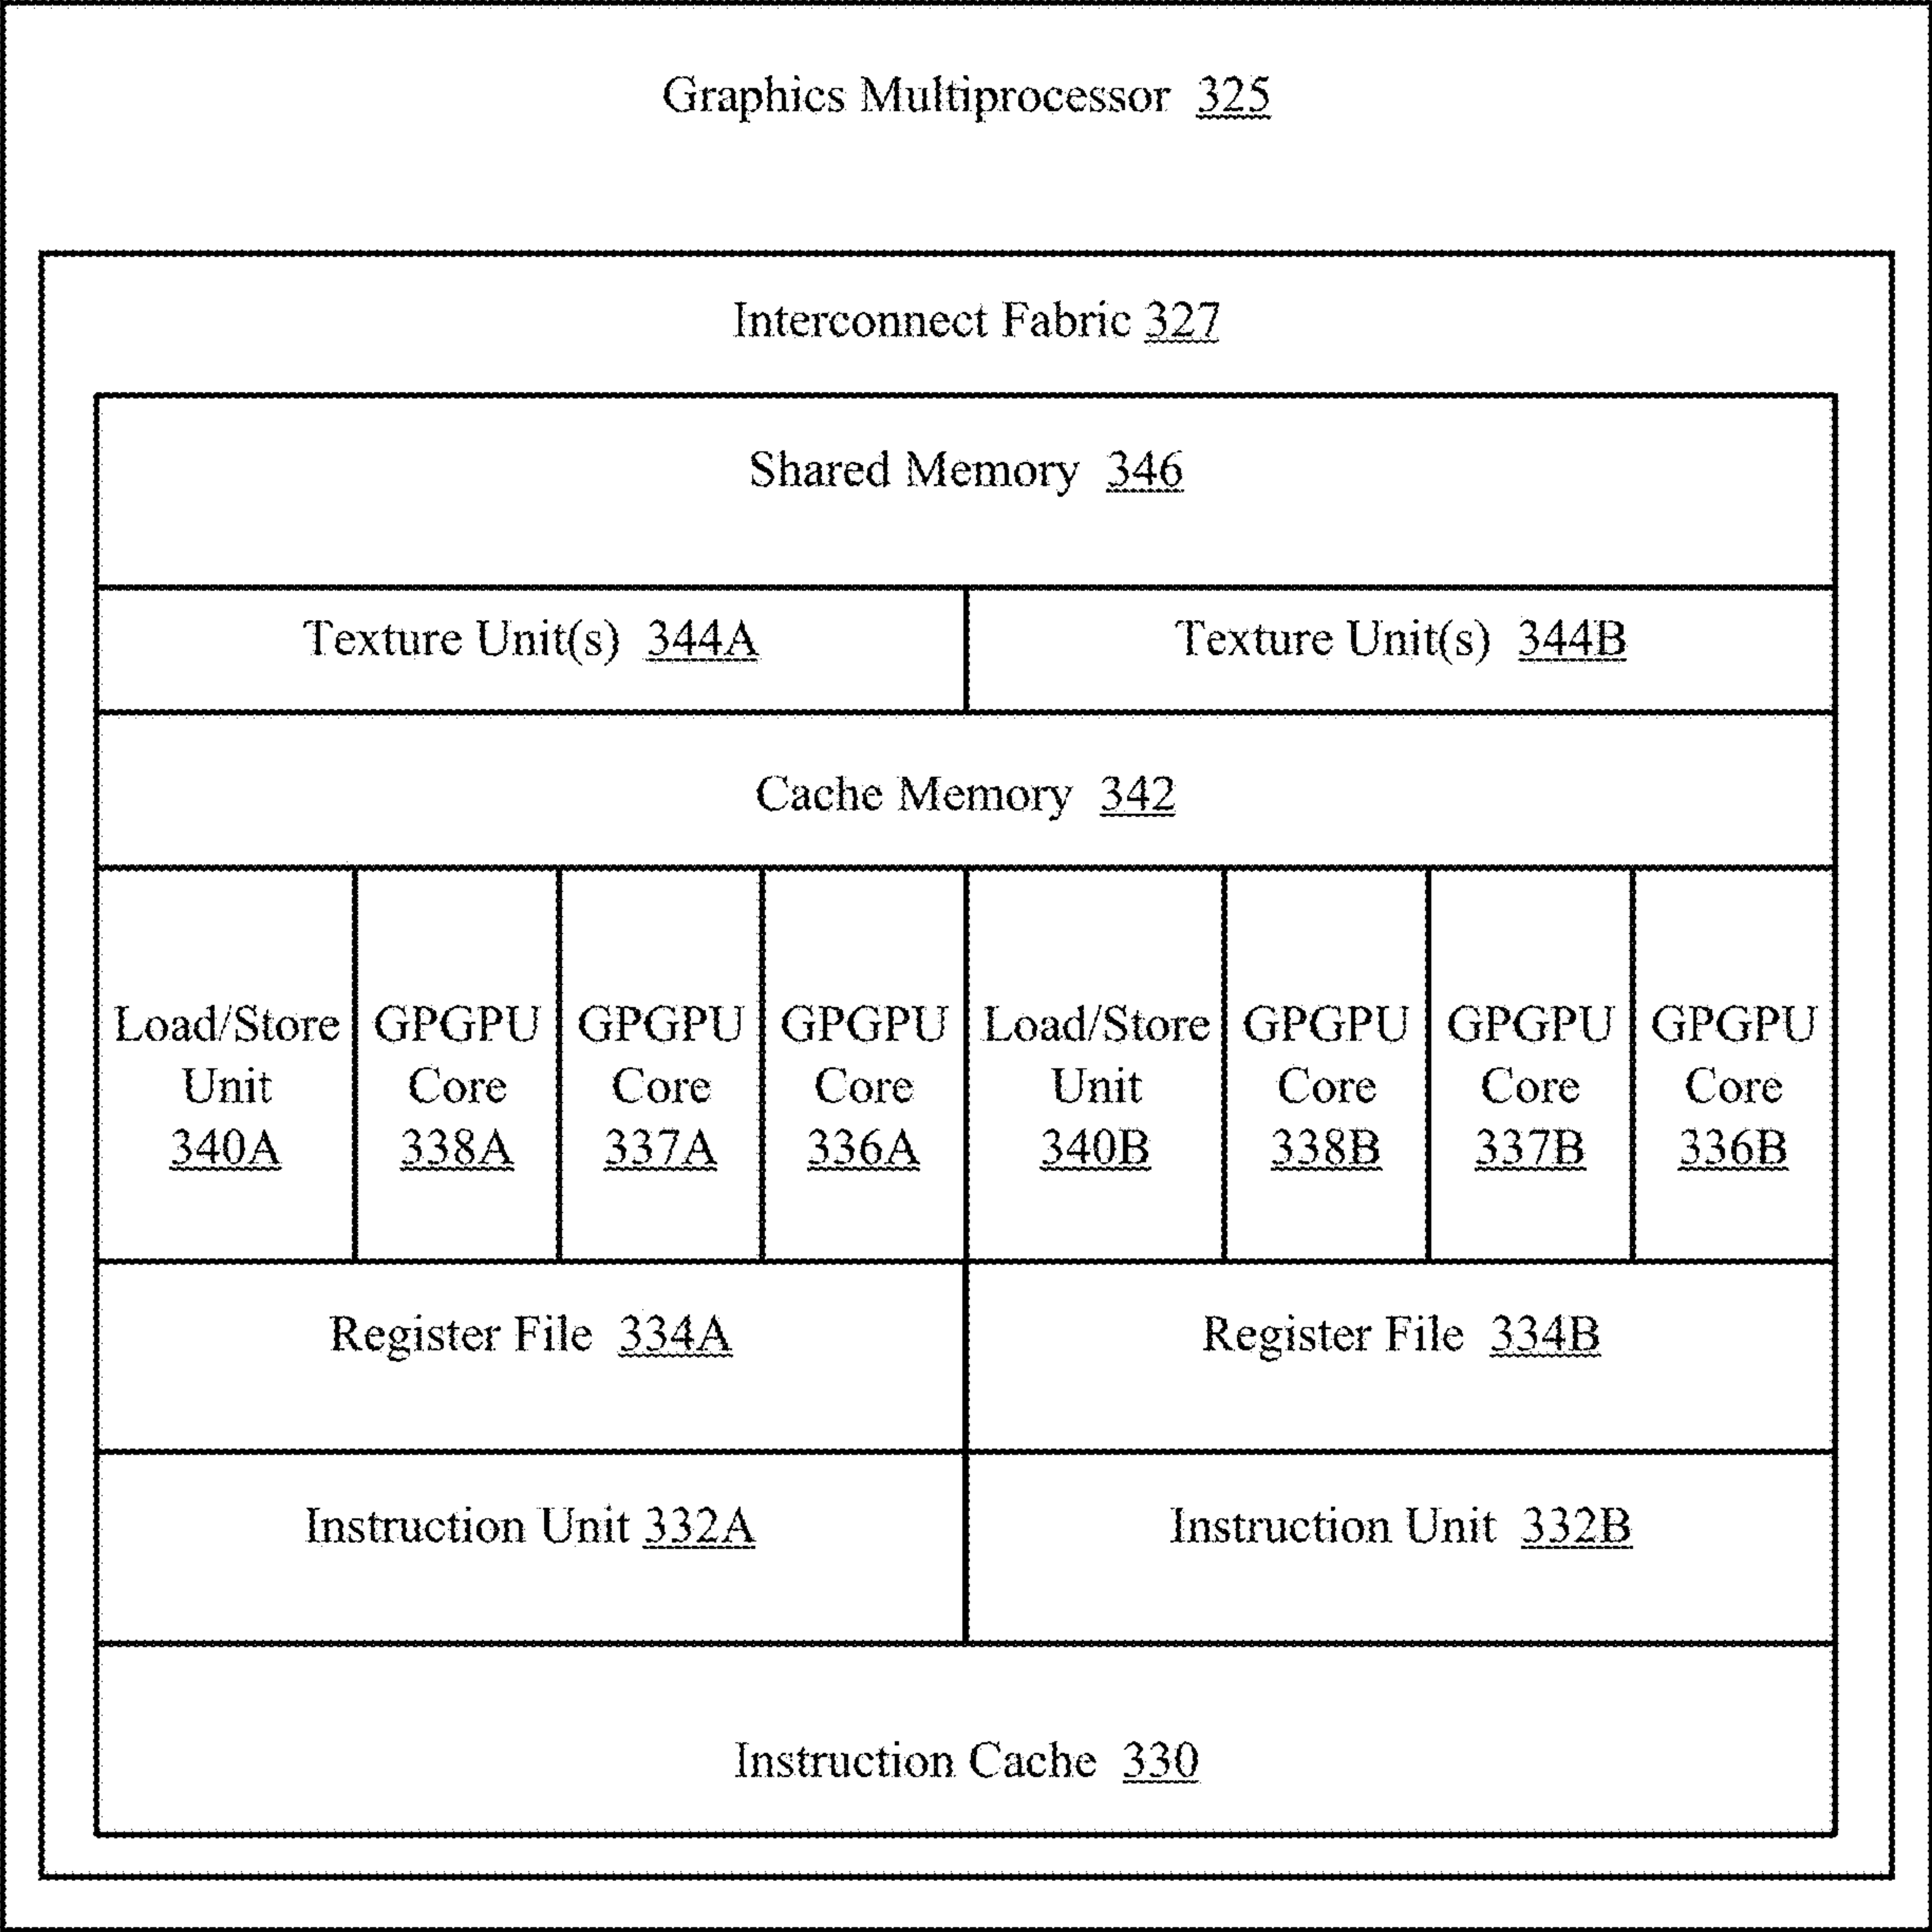 Graphics Multiprocessor 325
Interconnect Fabric 327
Shared Memory 346
Texture Unit(s) 344A
Texture Unit(s) 344B
Cache Memory 342
Load/Store
Unit
340A
GPGPU
Core
338A
GPGPU
Core
337A
GPGPU
Core
336A
Load/Store
Unit
340B
GPGPU
Core
338B
GPGPU
Core
337B
GPGPU
Core
336B
Register File 334A
Register File 334B
Instruction Unit 332A
Instruction Unit 332B
Instruction Cache 330